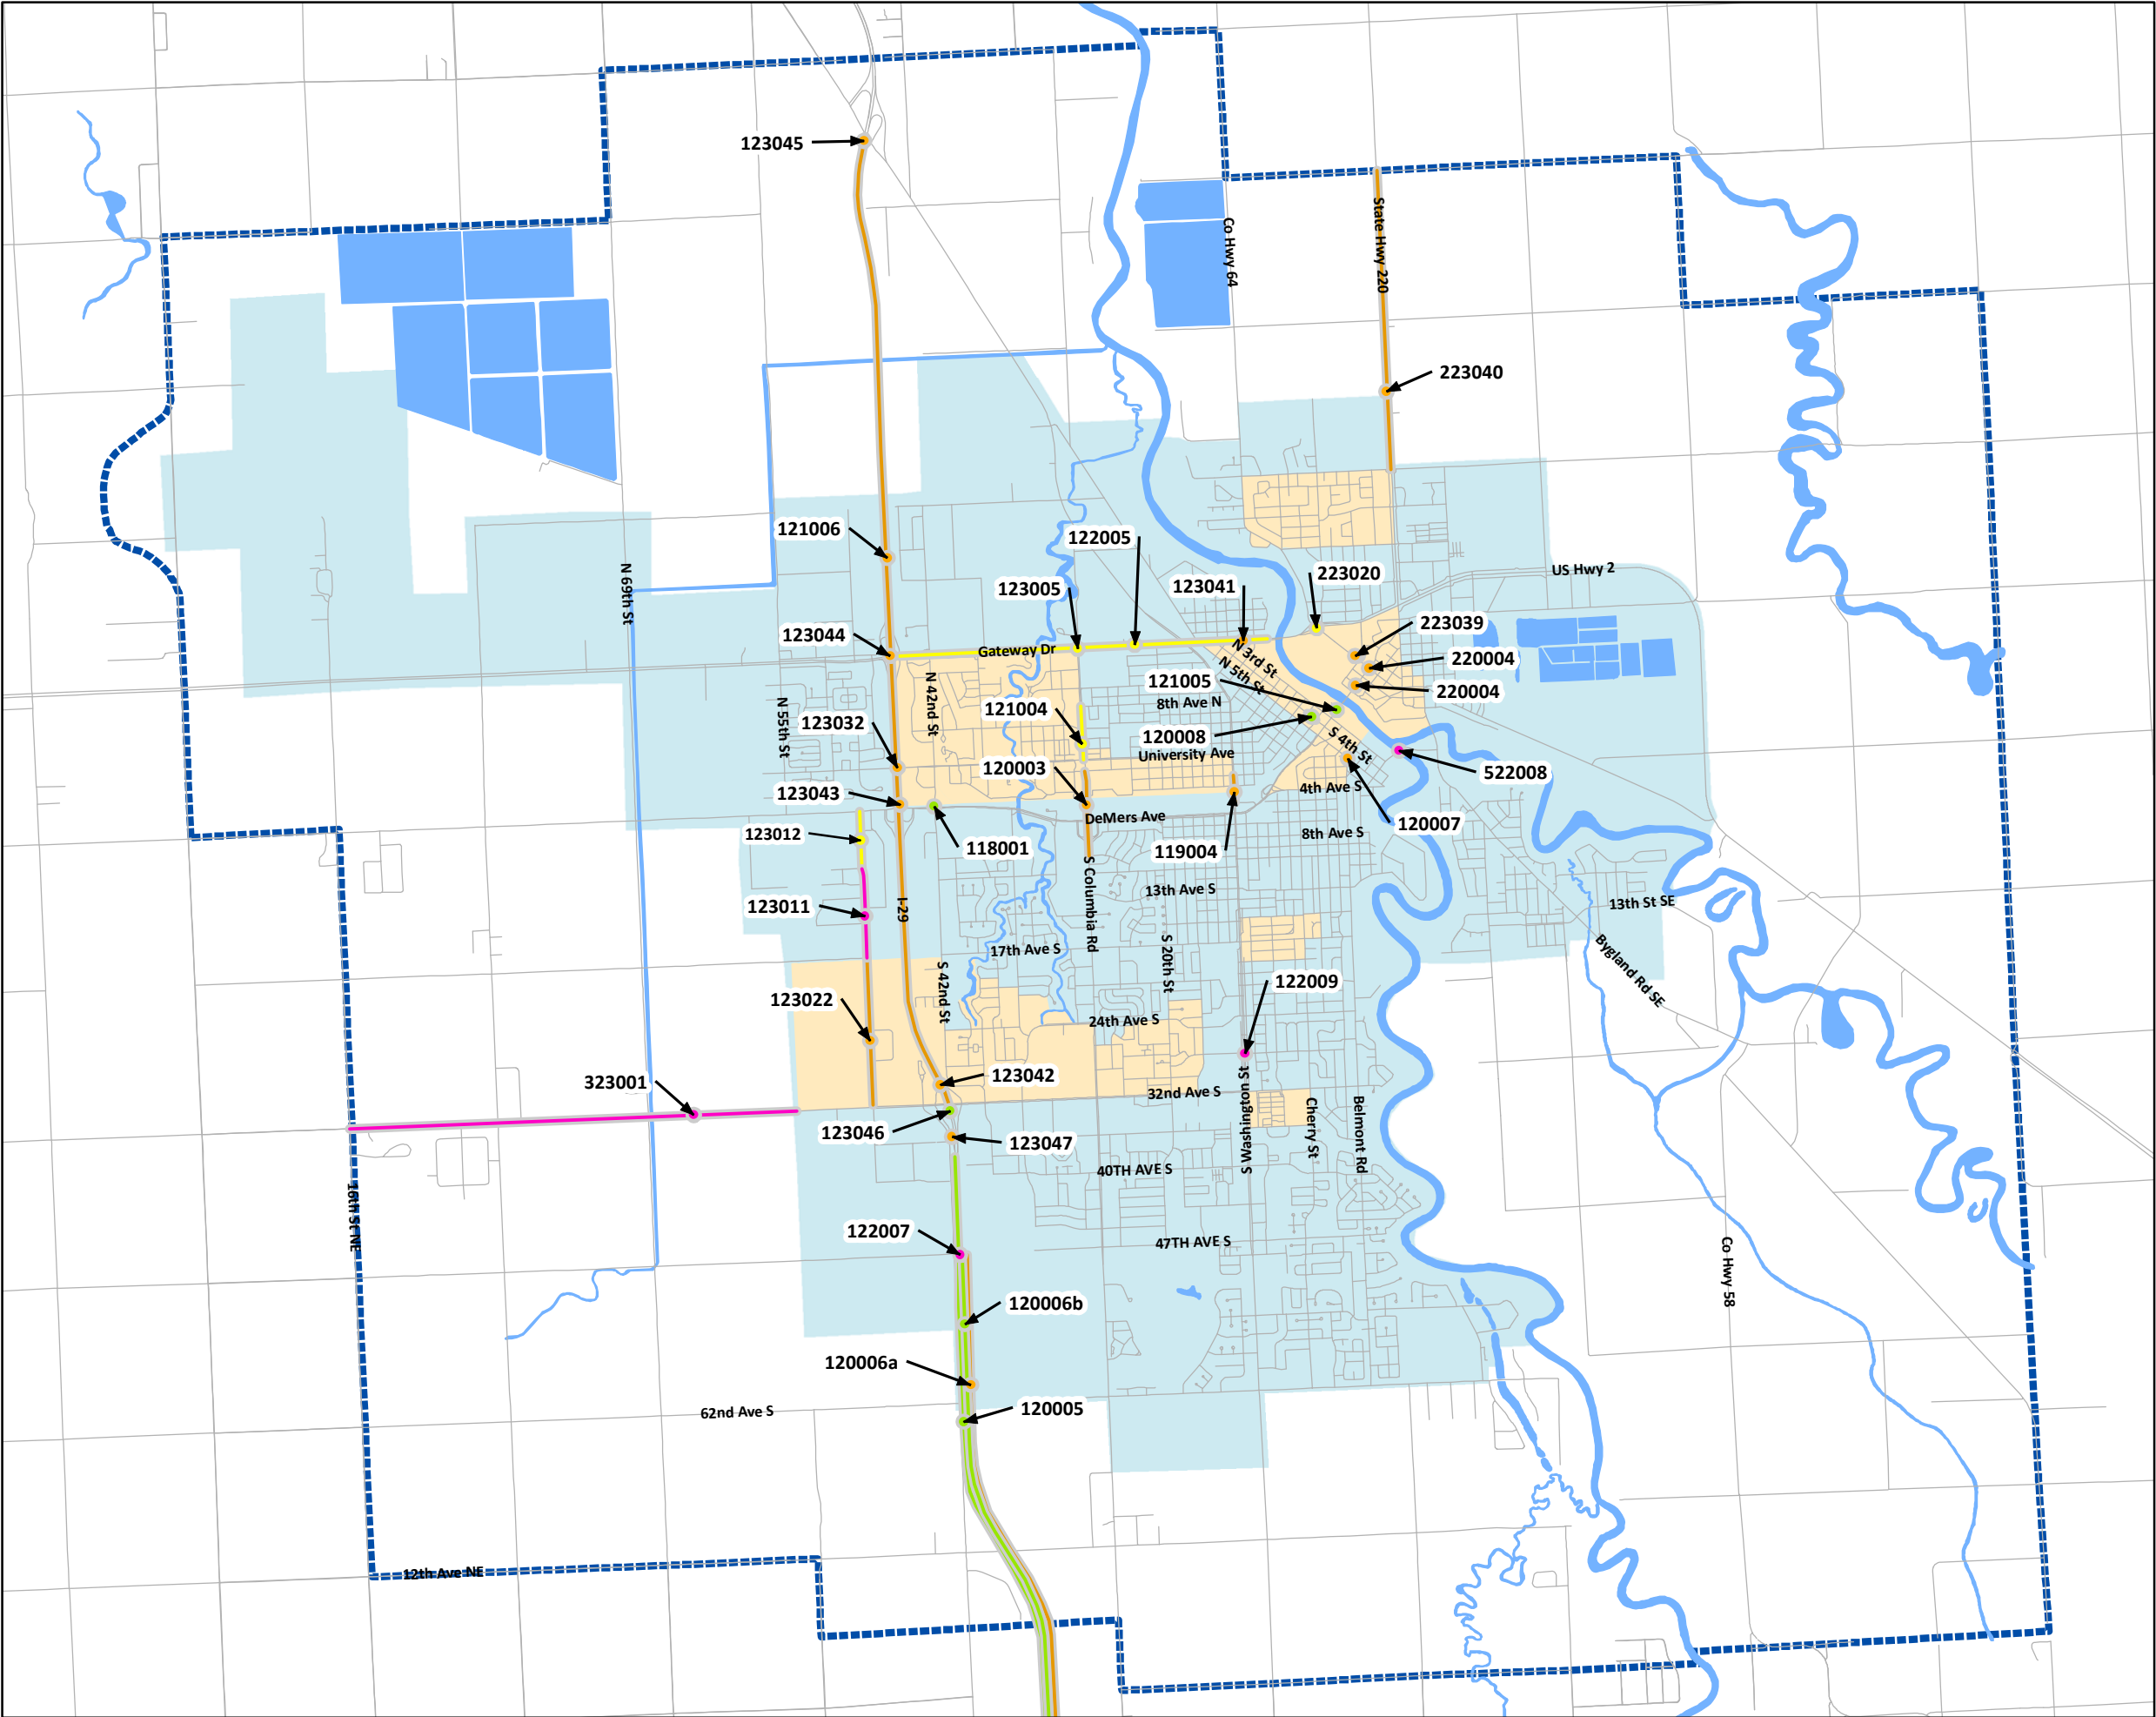 123045
State Hwy 220
Co Hwy 64
223040
121006
122005
123005
123041
223020
US Hwy 2
N 69th St
123044
Gateway Dr
N 3rd St
223039
N 5th St
220004
121005
220004
N 42nd St
N 55th St
8th Ave N
121004
123032
120008
University Ave
S 4th St
120003
522008
123043
4th Ave S
DeMers Ave
120007
123012
8th Ave S
118001
119004
13th Ave S
123011
I-29
S Columbia Rd
13th St SE
17th Ave S
S 20th St
Bygland Rd SE
S 42nd St
122009
123022
24th Ave S
123042
323001
32nd Ave S
S Washington St
Cherry St
Belmont Rd
123046
123047
40TH AVE S
16th St NE
122007
47TH AVE S
Co Hwy 58
120006b
120006a
62nd Ave S
120005
12th Ave NE